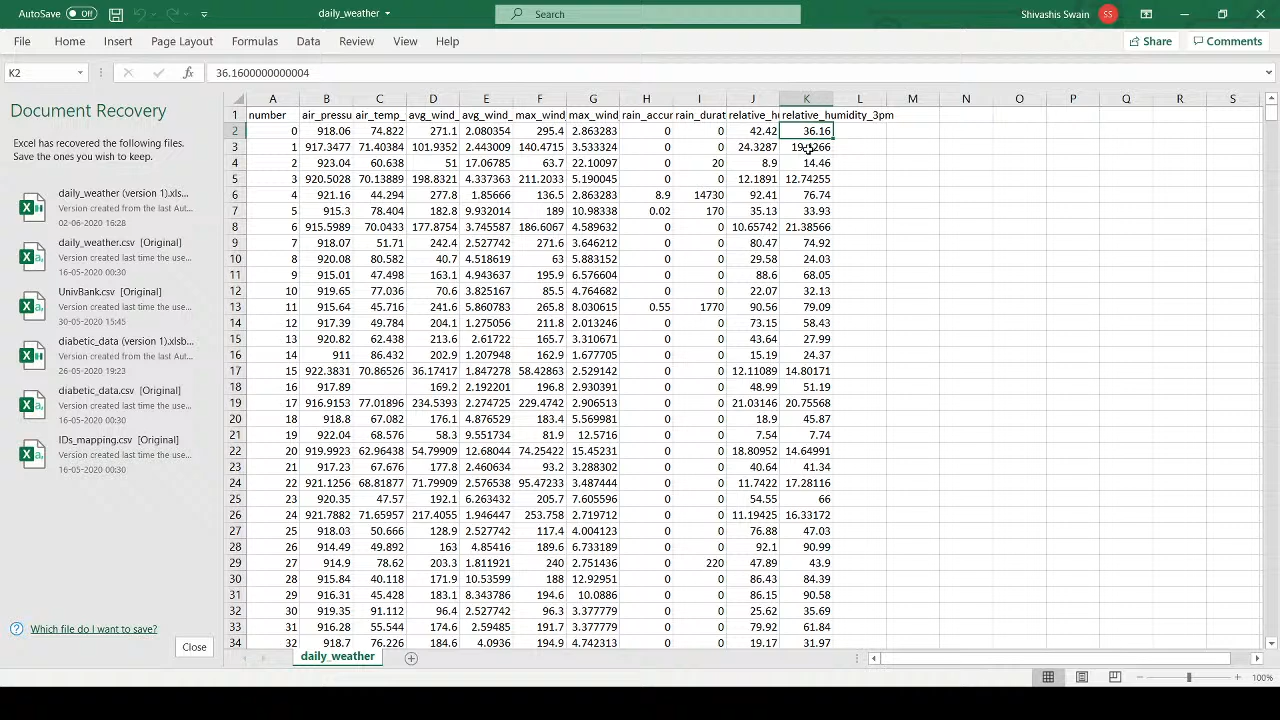 AutoSave Off daily_weather Search Shivashis Swain SS
File Home Insert Page Layout Formulas Data Review View Help Share Comments
K2 fx 36.1600000000004
Document Recovery
Excel has recovered the following files.
Save the ones you wish to keep.
daily_weather (version 1).xls...
Version created from the last Aut...
02-06-2020 16:28
daily_weather.csv [Original]
Version created last time the use...
16-05-2020 00:30
UnivBank.csv [Original]
Version created last time the use...
30-05-2020 15:45
diabetic_data (version 1).xlsb...
Version created from the last Aut...
26-05-2020 19:23
diabetic_data.csv [Original]
Version created last time the use...
16-05-2020 00:30
IDs_mapping.csv [Original]
Version created last time the use...
16-05-2020 00:30
Which file do I want to save?
Close
A B C D E F G H I J K L M N O P Q R S
1 number air_pressu air_temp_ avg_wind_ avg_wind_ max_wind max_wind rain_accur rain_durat relative_hu relative_humidity_3pm
2 0 918.06 74.822 271.1 2.080354 295.4 2.863283 0 0 42.42 36.16
3 1 917.3477 71.40384 101.9352 2.443009 140.4715 3.533324 0 0 24.3287
4 2 923.04 60.638 51 17.06785 63.7 22.10097 0 20 8.9 14.46
5 3 920.5028 70.13889 198.8321 4.337363 211.2033 5.190045 0 0 12.1891 12.74255
6 4 921.16 44.294 277.8 1.85666 136.5 2.863283 8.9 14730 92.41 76.74
7 5 915.3 78.404 182.8 9.932014 189 10.98338 0.02 170 35.13 33.93
8 6 915.5989 70.0433 177.8754 3.745587 186.6067 4.589632 0 0 10.65742 21.38566
9 7 918.07 51.71 242.4 2.527742 271.6 3.646212 0 0 80.47 74.92
10 8 920.08 80.582 40.7 4.518619 63 5.883152 0 0 29.58 24.03
11 9 915.01 47.498 163.1 4.943637 195.9 6.576604 0 0 88.6 68.05
12 10 919.65 77.036 70.6 3.825167 85.5 4.764682 0 0 22.07 32.13
13 11 915.64 45.716 241.6 5.860783 265.8 8.030615 0.55 1770 90.56 79.09
14 12 917.39 49.784 204.1 1.275056 211.8 2.013246 0 0 73.15 58.43
15 13 920.82 62.438 213.6 2.61722 165.7 3.310671 0 0 43.64 27.99
16 14 911 86.432 202.9 1.207948 162.9 1.677705 0 0 15.19 24.37
17 15 922.3831 70.86526 36.17417 1.847278 58.42863 2.529142 0 0 12.11089 14.80171
18 16 917.89 169.2 2.192201 196.8 2.930391 0 0 48.99 51.19
19 17 916.9153 77.01896 234.5393 2.274725 229.4742 2.906513 0 0 21.03146 20.75568
20 18 918.8 67.082 176.1 4.876529 183.4 5.569981 0 0 18.9 45.87
21 19 922.04 68.576 58.3 9.551734 81.9 12.5716 0 0 7.54 7.74
22 20 919.9923 62.96438 54.79909 12.68044 74.25422 15.45231 0 0 18.80952 14.64991
23 21 917.23 67.676 177.8 2.460634 93.2 3.288302 0 0 40.64 41.34
24 22 921.1256 68.81877 71.79909 2.576538 95.47233 3.487444 0 0 11.7422 17.28116
25 23 920.35 47.57 192.1 6.263432 205.7 7.605596 0 0 54.55 66
26 24 921.7882 71.65957 217.4055 1.946447 253.758 2.719712 0 0 11.19425 16.33172
27 25 918.03 50.666 128.9 2.527742 117.4 4.004123 0 0 76.88 47.03
28 26 914.49 49.892 163 4.85416 189.6 6.733189 0 0 92.1 90.99
29 27 914.9 78.62 203.3 1.811921 240 2.751436 0 220 47.89 43.9
30 28 915.84 40.118 171.9 10.53599 188 12.92951 0 0 86.43 84.39
31 29 916.31 45.428 183.1 8.343786 194.6 10.0886 0 0 86.15 90.58
32 30 919.35 91.112 96.4 2.527742 96.3 3.377779 0 0 25.62 35.69
33 31 916.28 55.544 174.6 2.59485 191.7 3.377779 0 0 79.92 61.84
34 32 918.7 76.226 184.6 4.0936 194.9 4.742313 0 0 19.17 31.97
daily_weather
100%